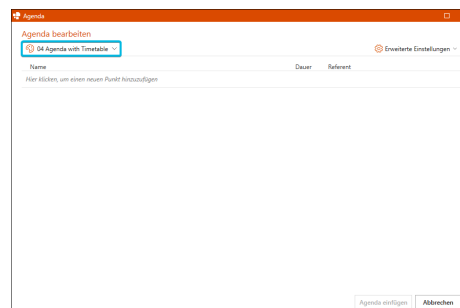 Agenda
Agenda bearbeiten
04 Agenda with Timetable
Erweiterte Einstellungen
Name Dauer Referent
Hier klicken, um einen neuen Punkt hinzuzufügen
Agenda einfügen Abbrechen